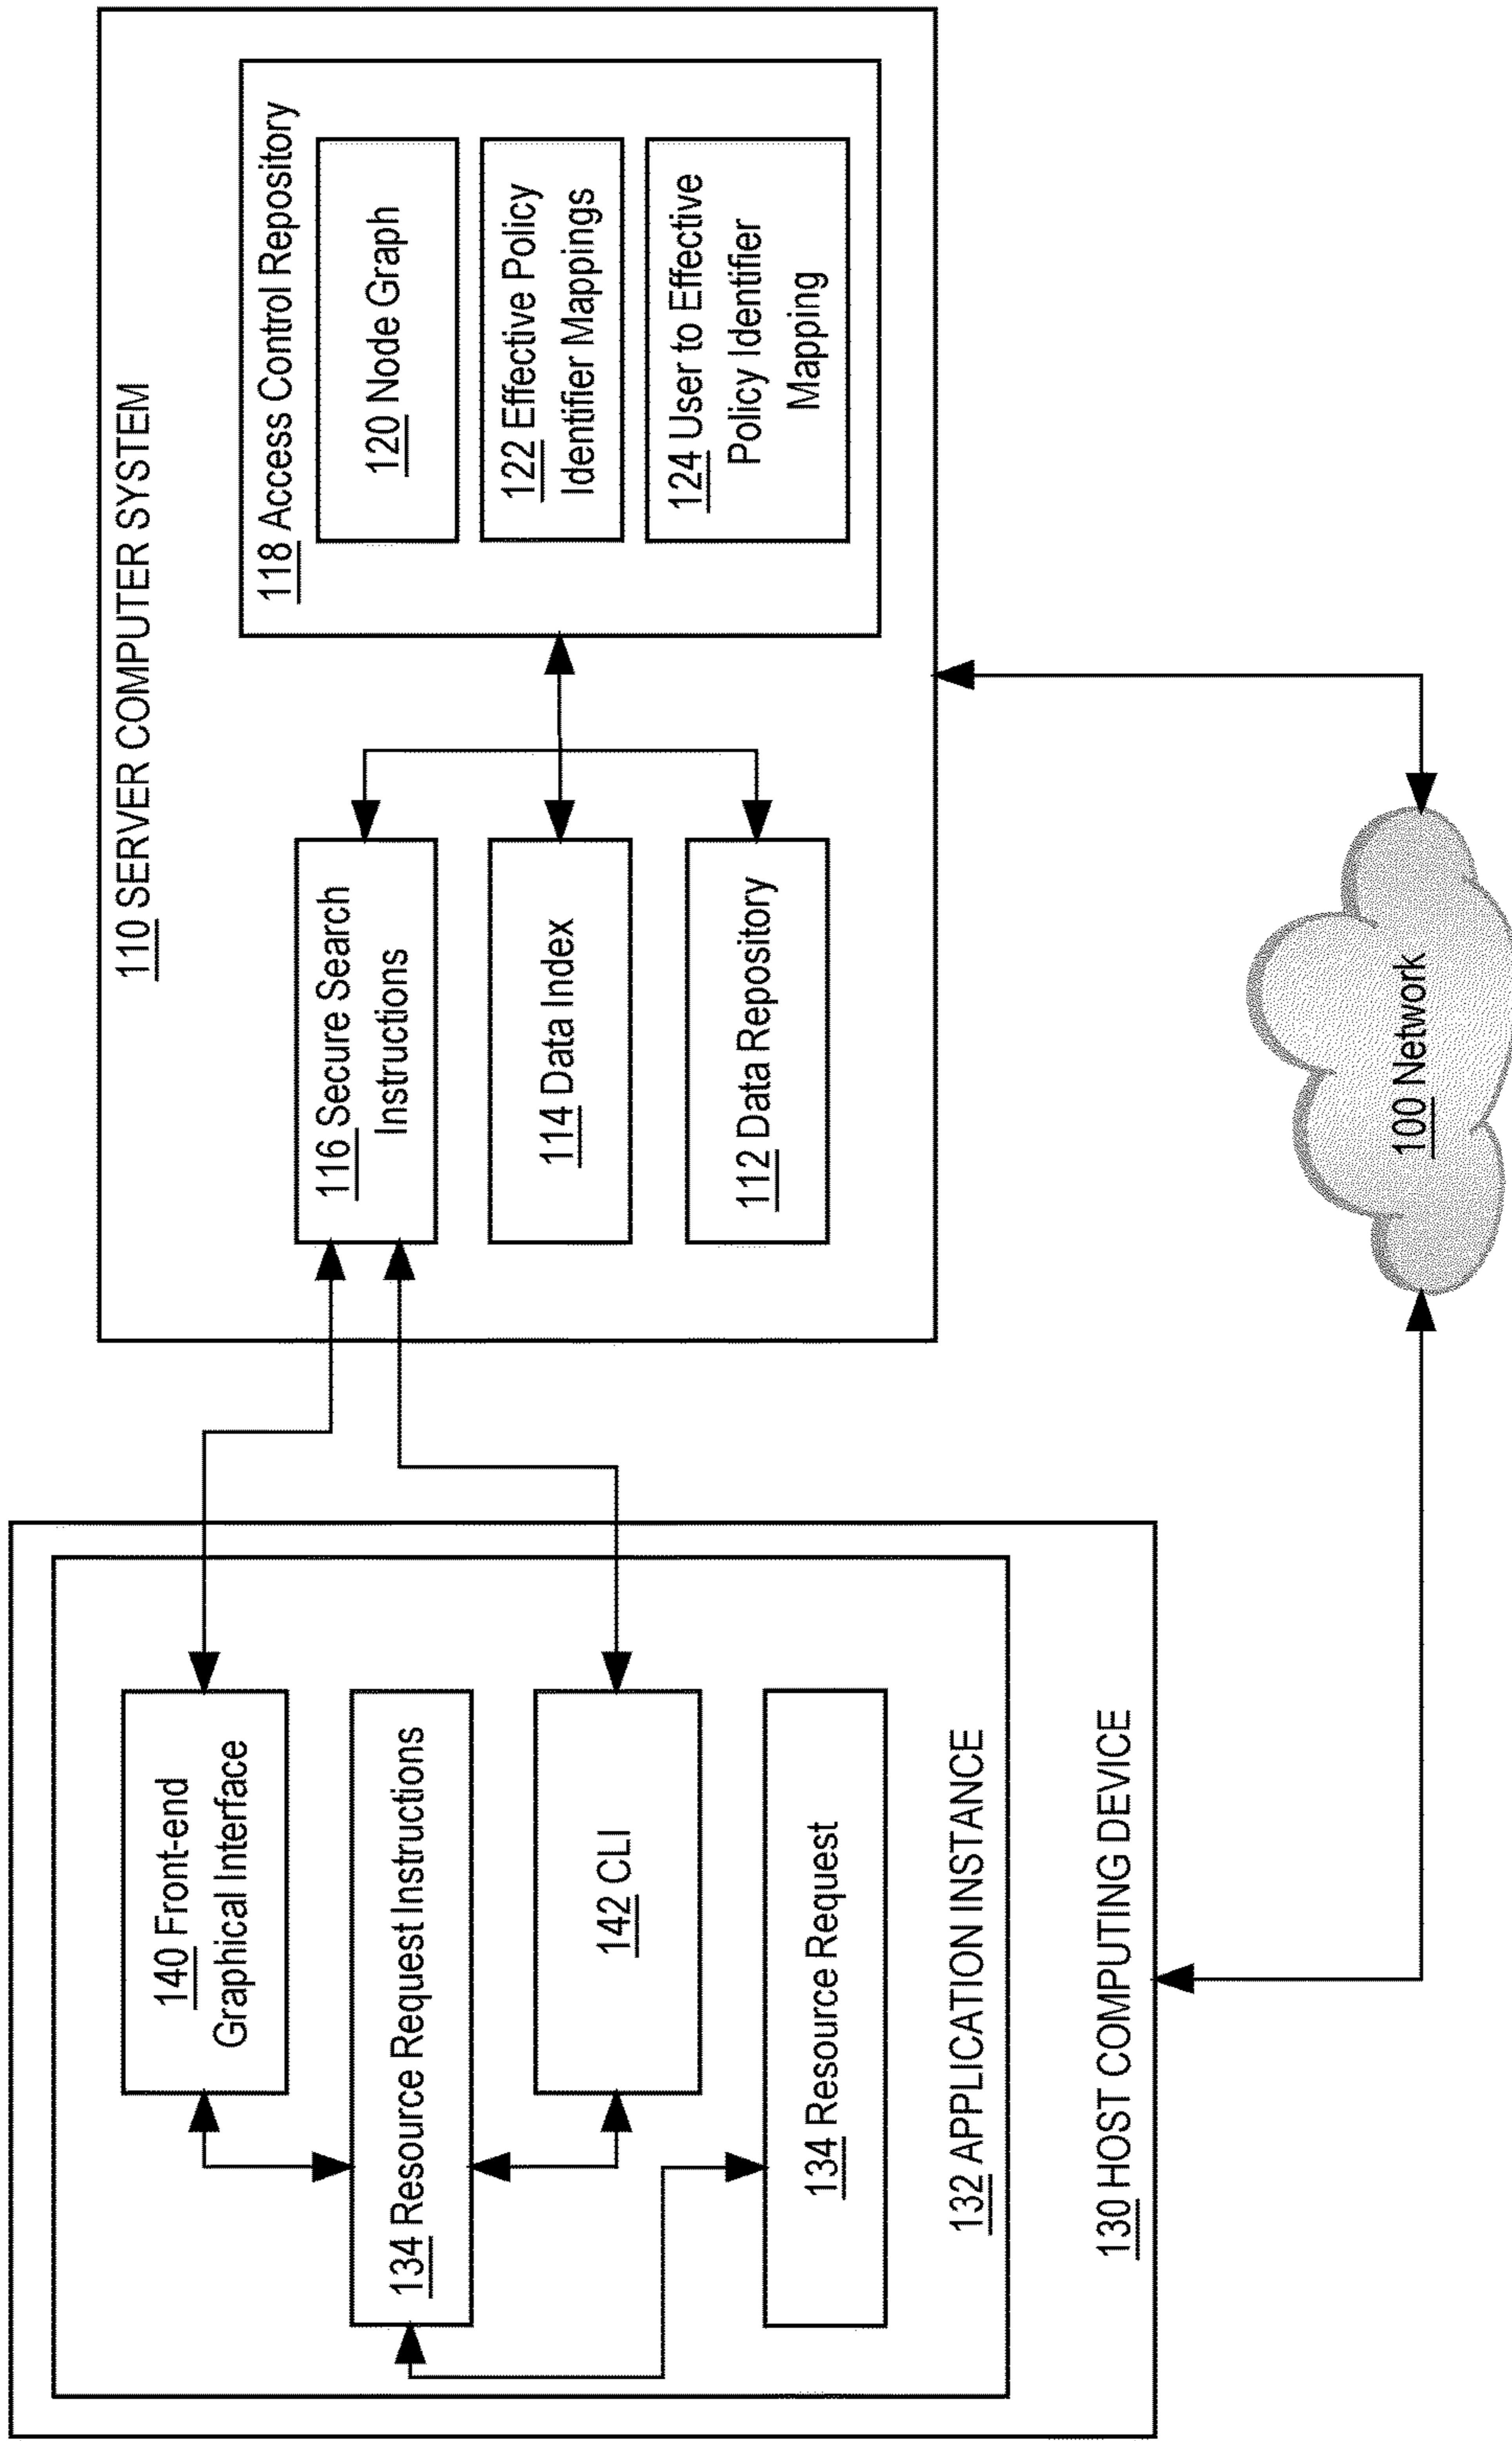 110 SERVER COMPUTER SYSTEM
118 Access Control Repository
120 Node Graph
122 Effective Policy
Identifier Mappings
124 User to Effective
Policy Identifier
Mapping
116 Secure Search
Instructions
114 Data Index
112 Data Repository
140 Front-end
Graphical Interface
134 Resource Request Instructions
142 CLI
134 Resource Request
132 APPLICATION INSTANCE
130 HOST COMPUTING DEVICE
100 Network